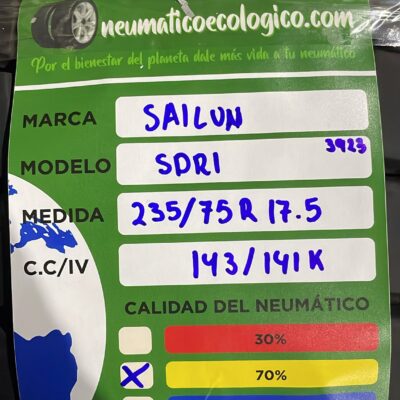 neumaticoecologico.com
Por el bienestar del planeta dale más vida a tu neumático
MARCA SAILUN
MODELO SDR1 3923
MEDIDA 235/75 R 17.5
C.C/IV 143/141K
CALIDAD DEL NEUMÁTICO
30%
X 70%